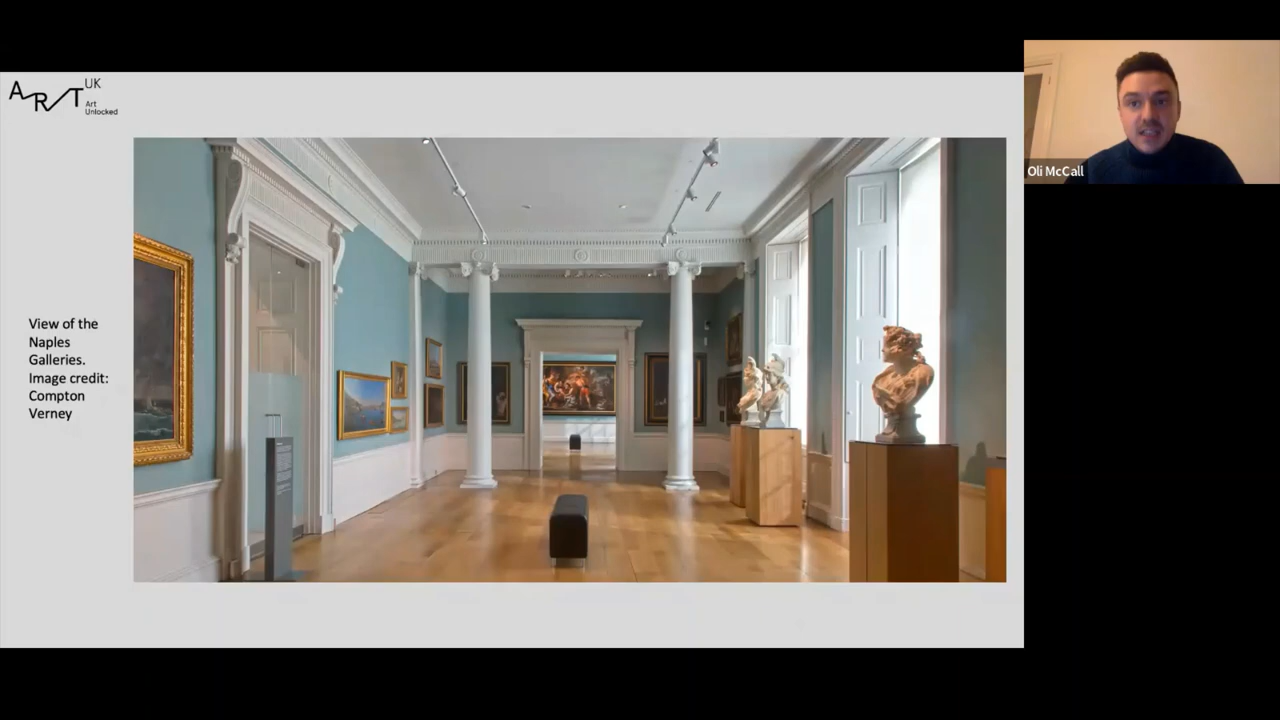 ART UK
Art
Unlocked
Oli McCall
View of the
Naples
Galleries.
Image credit:
Compton
Verney